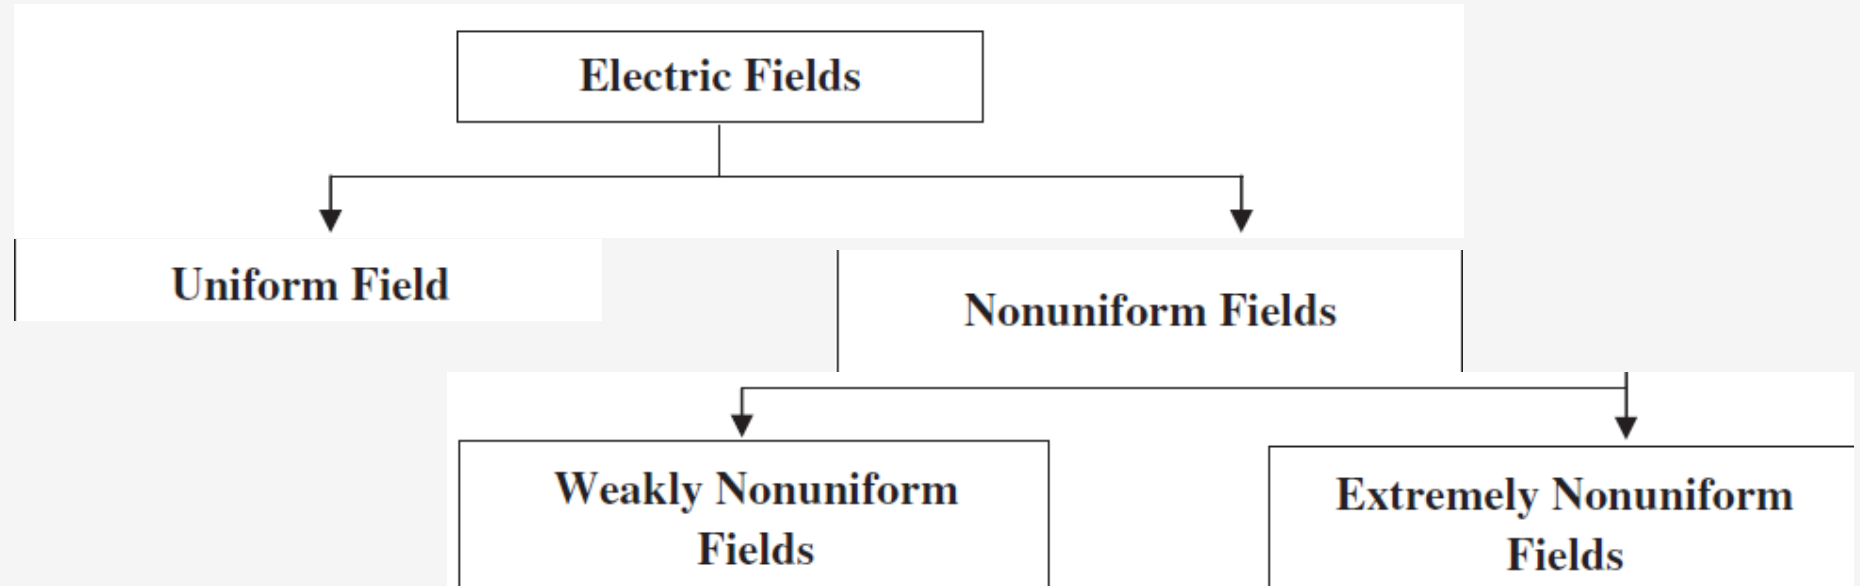 Electric Fields
Uniform Field
Nonuniform Fields
Weakly Nonuniform
Fields
Extremely Nonuniform
Fields